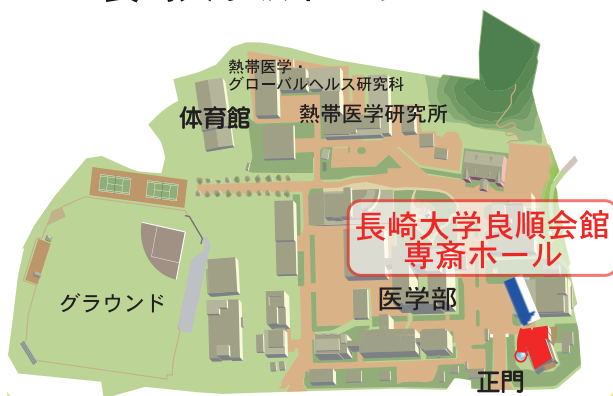 熱帯医学・
グローバルヘルス研究科
体育館
熱帯医学研究所
長崎大学良順会館
専斎ホール
グラウンド
医学部
正門